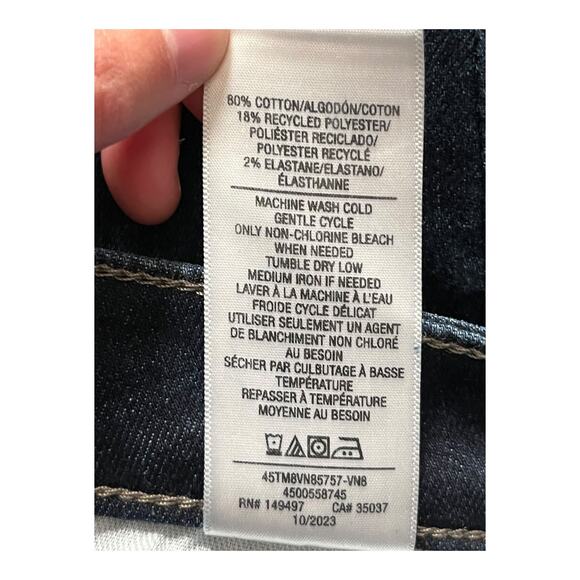 80% COTTON/ALGODÓN/COTON
18% RECYCLED POLYESTER/
POLIÉSTER RECICLADO/
POLYESTER RECYCLÉ
2% ELASTANE/ELASTANO/
ÉLASTHANNE
MACHINE WASH COLD
GENTLE CYCLE
ONLY NON-CHLORINE BLEACH
WHEN NEEDED
TUMBLE DRY LOW
MEDIUM IRON IF NEEDED
LAVER À LA MACHINE À L'EAU
FROIDE CYCLE DÉLICAT
UTILISER SEULEMENT UN AGENT
DE BLANCHIMENT NON CHLORÉ
AU BESOIN
SÉCHER PAR CULBUTAGE À BASSE
TEMPÉRATURE
REPASSER À TEMPÉRATURE
MOYENNE AU BESOIN
45TM8VN85757-VN8
4500558745
RN# 149497 CA# 35037
10/2023